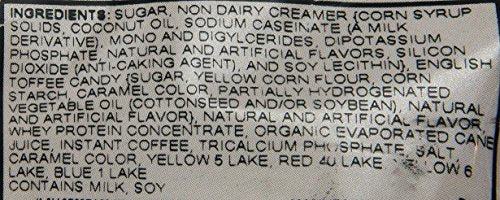 INGREDIENTS: SUGAR, NON DAIRY CREAMER {CORN SYRUP
SOLIDS, COCONUT OIL, SODIUM CASEINATE {A MILK
DERIVATIVE), MONO AND DIGYLCERIDES, DIPOTASSIUM
PHOSPHATE, NATURAL AND ARTIFICIAL FLAVORS, SILICON
DIOXIDE (ANTI-CAKING AGENT), AND SOY LECITHIN}, ENGLISH
TOFFEE CANDY {SUGAR, YELLOW CORN FLOUR, CORN
STARCH, CARAMEL COLOR, PARTIALLY HYDROGENATED
VEGETABLE OIL {COTTONSEED AND/OR SOYBEAN), NATURAL
AND ARTIFICIAL FLAVOR}, NATURAL AND ARTIFICIAL FLAVOR,
WHEY PROTEIN CONCENTRATE, ORGANIC EVAPORATED CANE
JUICE, INSTANT COFFEE, TRICALCIUM PHOSPHATE, SALT,
CARAMEL COLOR, YELLOW 5 LAKE, RED 40 LAKE 6
LAKE, BLUE 1 LAKE
CONTAINS MILK, SOY